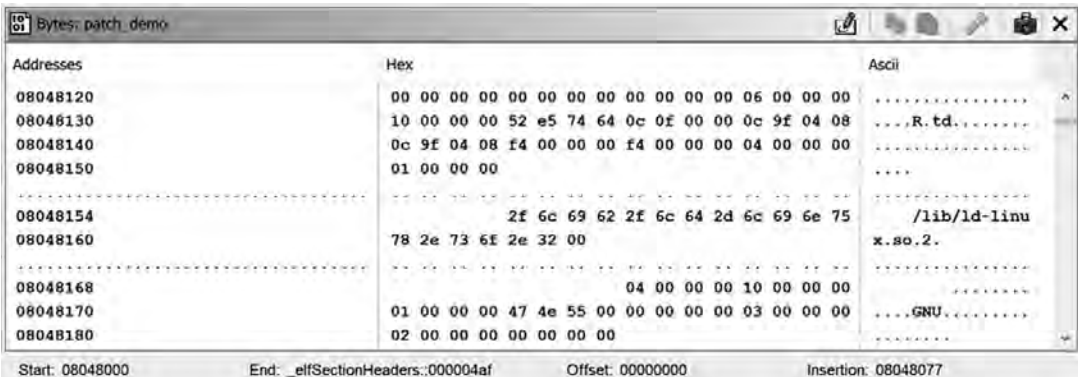 Bytes: patch_demo
Addresses Hex Ascii
08048120 00 00 00 00 00 00 00 00 00 00 00 00 06 00 00 00 ................
08048130 10 00 00 00 52 e5 74 64 0c 0f 00 00 0c 9f 04 08 ....R.td........
08048140 0c 9f 04 08 f4 00 00 00 f4 00 00 00 04 00 00 00 ................
08048150 01 00 00 00 ....
08048154 2f 6c 69 62 2f 6c 64 2d 6c 69 6e 75 /lib/ld-linu
08048160 78 2e 73 6f 2e 32 00 x.so.2.
08048168 04 00 00 00 10 00 00 00 ........
08048170 01 00 00 00 47 4e 55 00 00 00 00 00 03 00 00 00 ....GNU.........
08048180 02 00 00 00 00 00 00 00 ........
Start: 08048000 End: _elfSectionHeaders::000004af Offset: 00000000 Insertion: 08048077